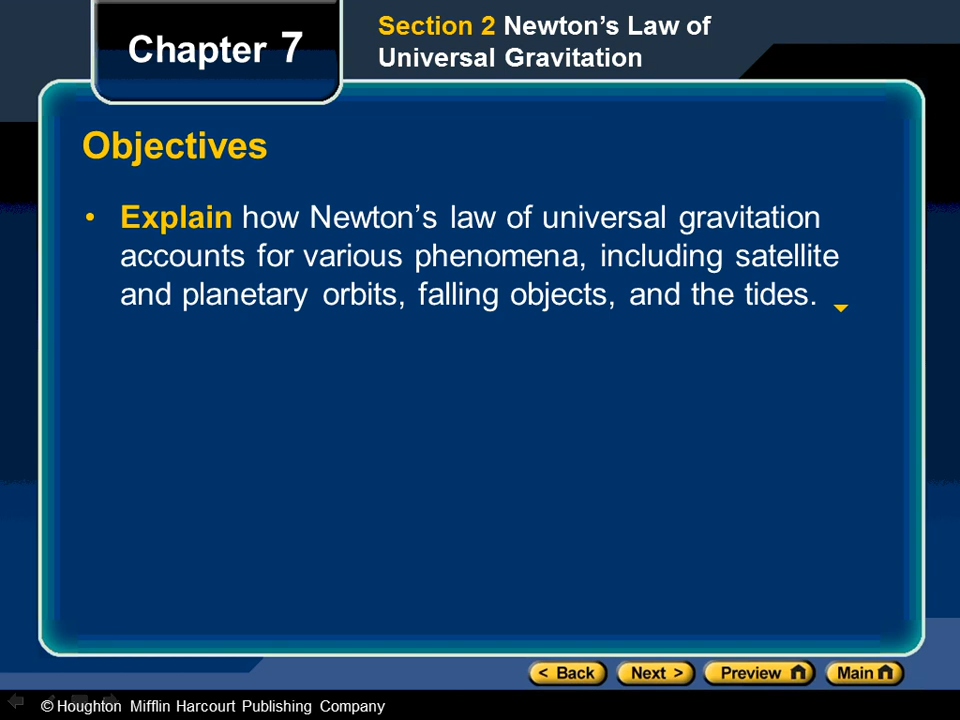 Chapter 7
Section 2 Newton’s Law of
Universal Gravitation
Objectives
• Explain how Newton’s law of universal gravitation
accounts for various phenomena, including satellite
and planetary orbits, falling objects, and the tides.
< Back
Next >
Preview
Main
© Houghton Mifflin Harcourt Publishing Company